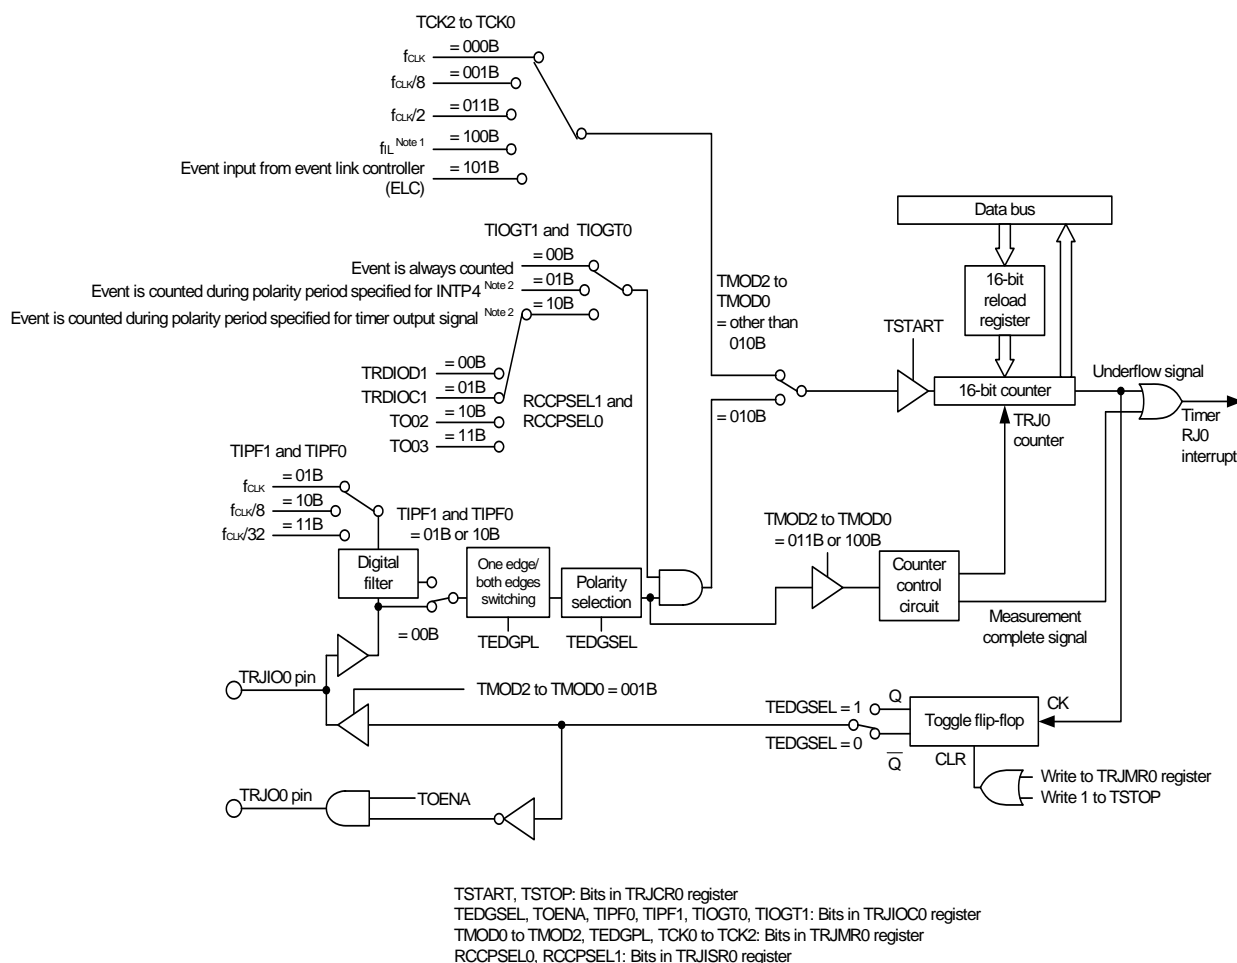 TCK2 to TCK0
fCLK
= 000B
fCLK/8
= 001B
fCLK/2
= 011B
fIL Note 1
= 100B
Event input from event link controller
(ELC)
= 101B
Data bus
16-bit
reload
register
TIOGT1 and TIOGT0
= 00B
Event is always counted
= 01B
Event is counted during polarity period specified for INTP4 Note 2
= 10B
Event is counted during polarity period specified for timer output signal Note 2
= 10B
TMOD2 to
TMOD0
= other than
010B
TSTART
TRDIOD1
= 00B
TRDIOC1
= 01B
TO02
= 10B
TO03
= 11B
RCCPSEL1 and
RCCPSEL0
= 010B
16-bit counter
Underflow signal
TRJ0
counter
Timer
RJ0
interrupt
TIPF1 and TIPF0
fCLK
= 01B
fCLK/8
= 10B
fCLK/32
= 11B
TIPF1 and TIPF0
= 01B or 10B
Digital
filter
One edge/
both edges
switching
Polarity
selection
= 00B
TEDGPL
TEDGSEL
TMOD2 to TMOD0
= 011B or 100B
Counter
control
circuit
Measurement
complete signal
TRJIO0 pin
TMOD2 to TMOD0 = 001B
TEDGSEL = 1
Q
TEDGSEL = 0
Q
Toggle flip-flop
CK
CLR
Write to TRJMR0 register
Write 1 to TSTOP
TRJO0 pin
TOENA
TSTART, TSTOP: Bits in TRJCR0 register
TEDGSEL, TOENA, TIPF0, TIPF1, TIOGT0, TIOGT1: Bits in TRJIOC0 register
TMOD0 to TMOD2, TEDGPL, TCK0 to TCK2: Bits in TRJMR0 register
RCCPSEL0, RCCPSEL1: Bits in TRJISR0 register